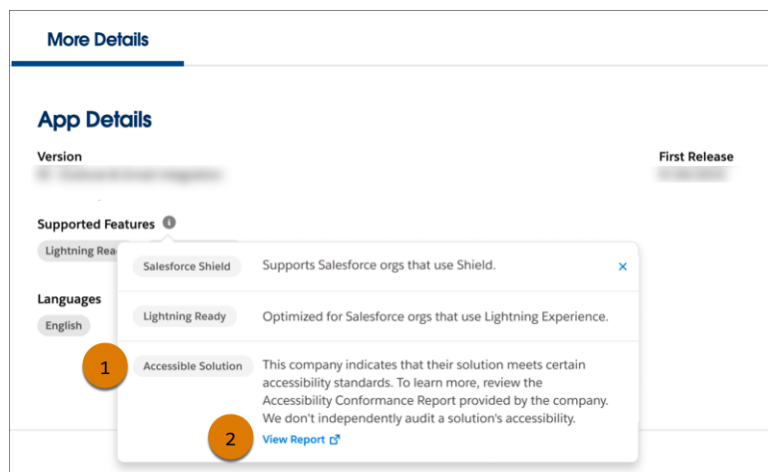 More Details
App Details
Version
First Release
Supported Features
Lightning Rea
Salesforce Shield
Supports Salesforce orgs that use Shield.
Languages
English
Lightning Ready
Optimized for Salesforce orgs that use Lightning Experience.
1
Accessible Solution
This company indicates that their solution meets certain
accessibility standards. To learn more, review the
Accessibility Conformance Report provided by the company.
We don't independently audit a solution's accessibility.
2
View Report